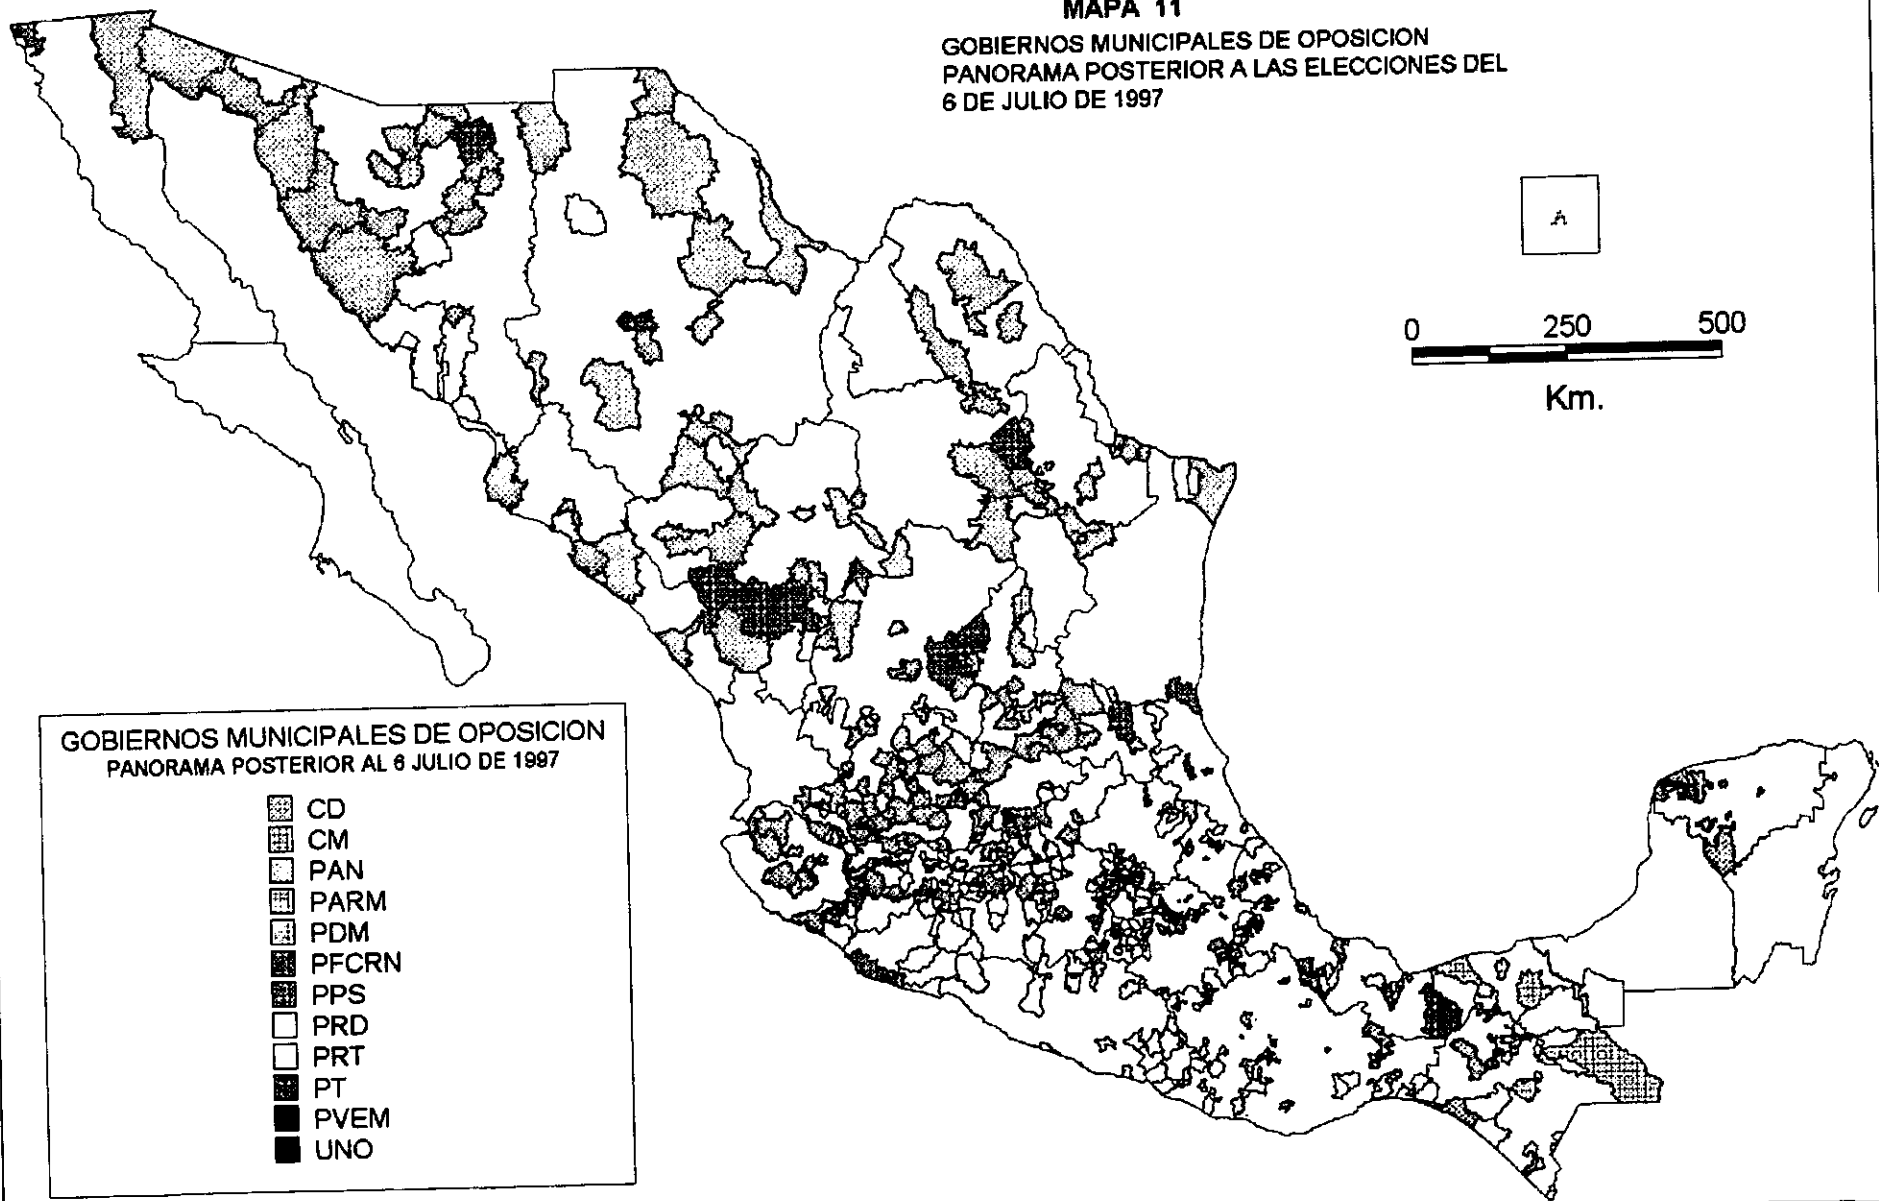 MAPA 11
GOBIERNOS MUNICIPALES DE OPOSICION
PANORAMA POSTERIOR A LAS ELECCIONES DEL
6 DE JULIO DE 1997
0 250 500
Km.
GOBIERNOS MUNICIPALES DE OPOSICION
PANORAMA POSTERIOR AL 6 JULIO DE 1997
CD
CM
PAN
PARM
PDM
PFCRN
PPS
PRD
PRT
PT
PVEM
UNO